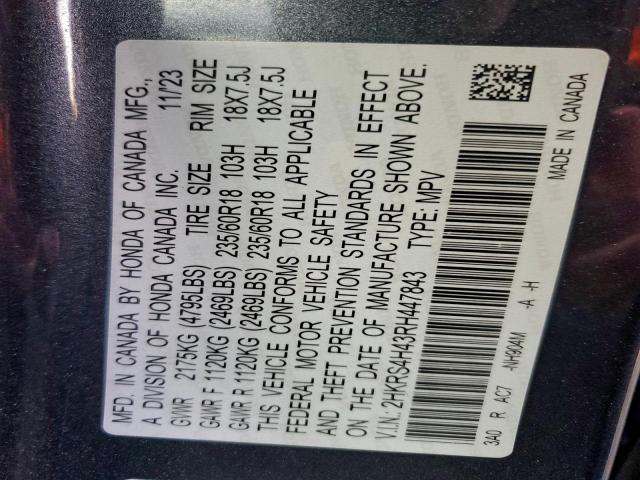 MFD. IN CANADA BY HONDA OF CANADA MFG.,
A DIVISION OF HONDA CANADA INC. 11/23
GVWR 2175KG (4795LBS) TIRE SIZE RIM SIZE
GAWR F 1120KG (2469LBS) 235/60R18 103H 18X7.5J
GAWR R 1120KG (2469LBS) 235/60R18 103H 18X7.5J
THIS VEHICLE CONFORMS TO ALL APPLICABLE
FEDERAL MOTOR VEHICLE SAFETY
AND THEFT PREVENTION STANDARDS IN EFFECT
ON THE DATE OF MANUFACTURE SHOWN ABOVE.
V.I.N: 2HKRS4H43RH447843 TYPE: MPV
3A0 R AC7 -NH904M -A -H
MADE IN CANADA